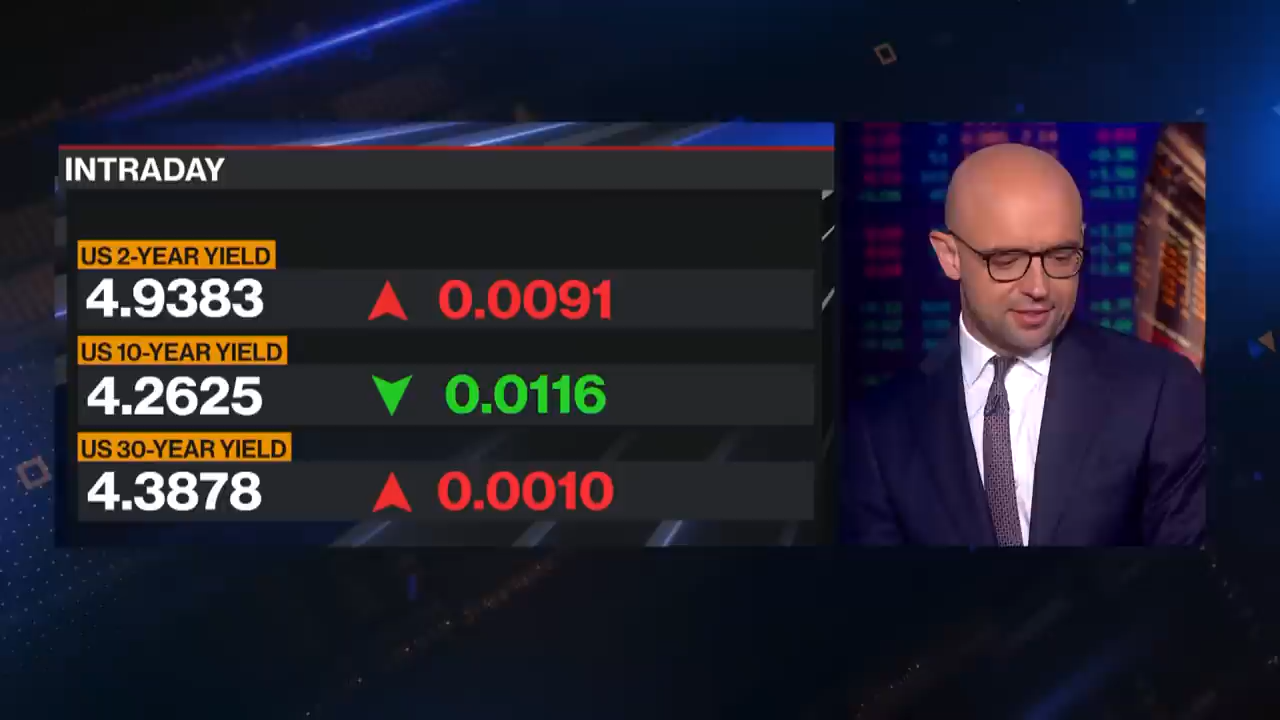 INTRADAY
US 2-YEAR YIELD
4.9383 ▲ 0.0091
US 10-YEAR YIELD
4.2625 ▼ 0.0116
US 30-YEAR YIELD
4.3878 ▲ 0.0010